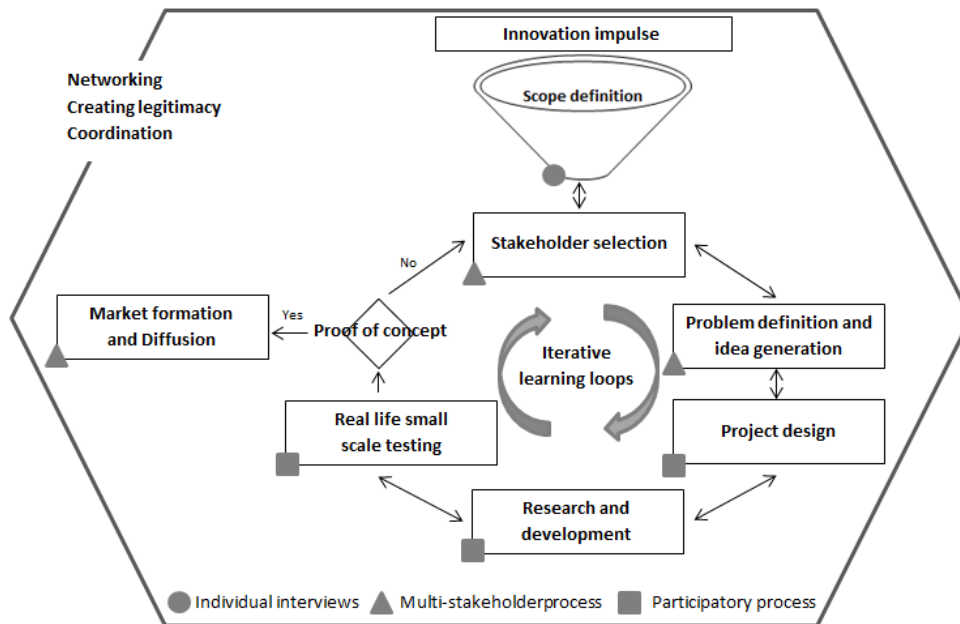 Innovation impulse
Scope definition
Networking
Creating legitimacy
Coordination
Stakeholder selection
No
Yes
Market formation
and Diffusion
Proof of concept
Problem definition and
idea generation
Iterative
learning loops
Real life small
scale testing
Project design
Research and
development
Individual interviews
Multi-stakeholderprocess
Participatory process